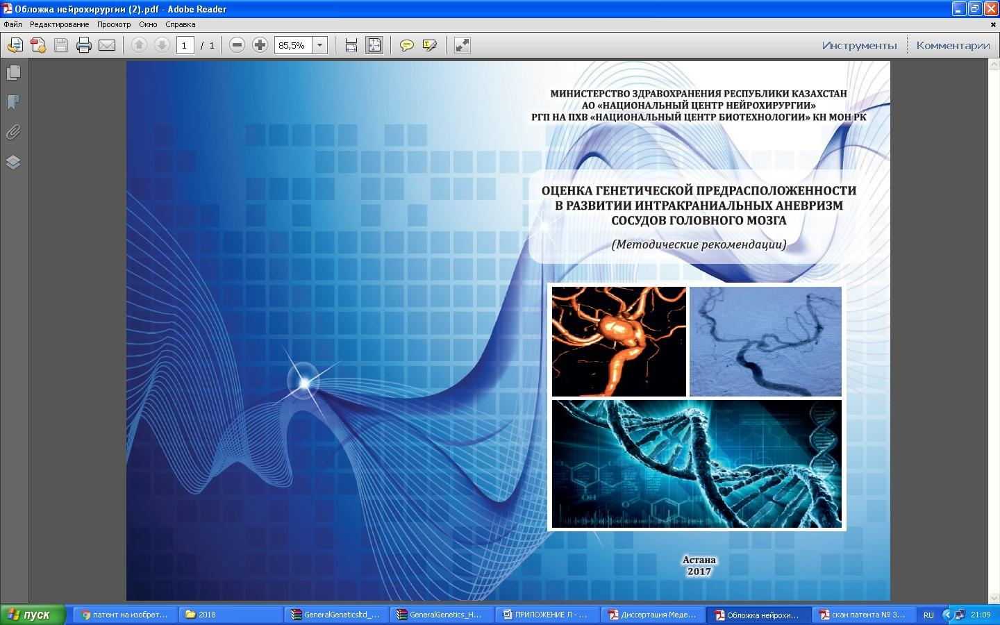 Обложка нейрохирургии (2).pdf - Adobe Reader
Файл Редактирование Просмотр Окно Справка
1 / 1 85,5% Инструменты Комментарии
МИНИСТЕРСТВО ЗДРАВОХРАНЕНИЯ РЕСПУБЛИКИ КАЗАХСТАН
АО «НАЦИОНАЛЬНЫЙ ЦЕНТР НЕЙРОХИРУРГИИ»
РГП НА ПХВ «НАЦИОНАЛЬНЫЙ ЦЕНТР БИОТЕХНОЛОГИИ» КН МОН РК
ОЦЕНКА ГЕНЕТИЧЕСКОЙ ПРЕДРАСПОЛОЖЕННОСТИ
В РАЗВИТИИ ИНТРАКРАНИАЛЬНЫХ АНЕВРИЗМ
СОСУДОВ ГОЛОВНОГО МОЗГА
(Методические рекомендации)
OH
O
OH
Астана
2017
пуск патент на изобрет... 2018 GeneralGeneticsltd_... GeneralGenetics_H... ПРИЛОЖЕНИЕ Л - ... Диссертация Меде... Обложка нейрохи... скан патента № 3... RU 21:09